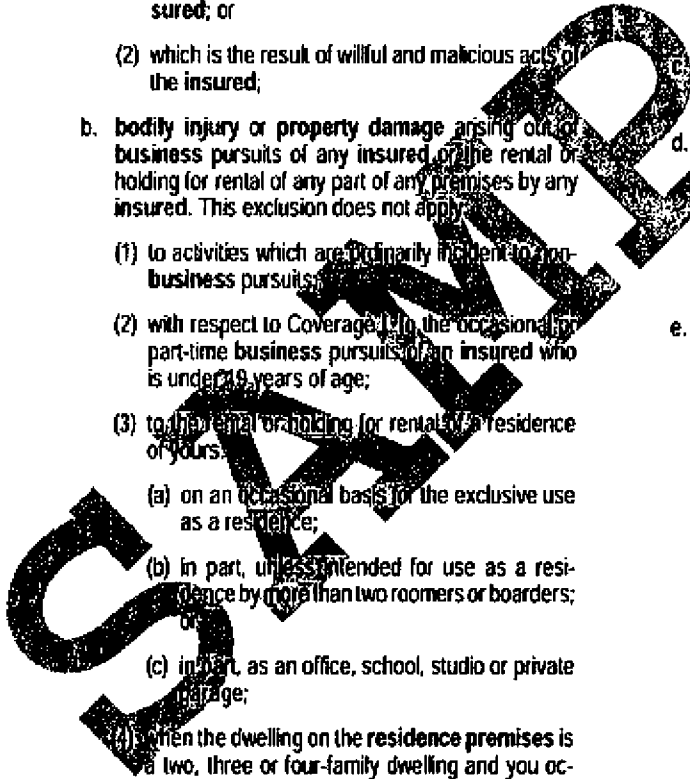 sured; or
(2) which is the result of willful and malicious acts of
the insured;
b. bodily injury or property damage arising out of
business pursuits of any insured or the rental or
holding for rental of any part of any premises by any
insured. This exclusion does not apply:
(1) to activities which are ordinarily incident to non-
business pursuits;
(2) with respect to Coverage L to the occasional or
part-time business pursuits of an insured who
is under 19 years of age;
(3) to the rental or holding for rental of a residence
of yours:
(a) on an occasional basis for the exclusive use
as a residence;
(b) in part, unless intended for use as a resi-
dence by more than two roomers or boarders;
or
(c) in part, as an office, school, studio or private
garage;
(4) when the dwelling on the residence premises is
a two, three or four-family dwelling and you oc-
c.
d.
e.
SAMP